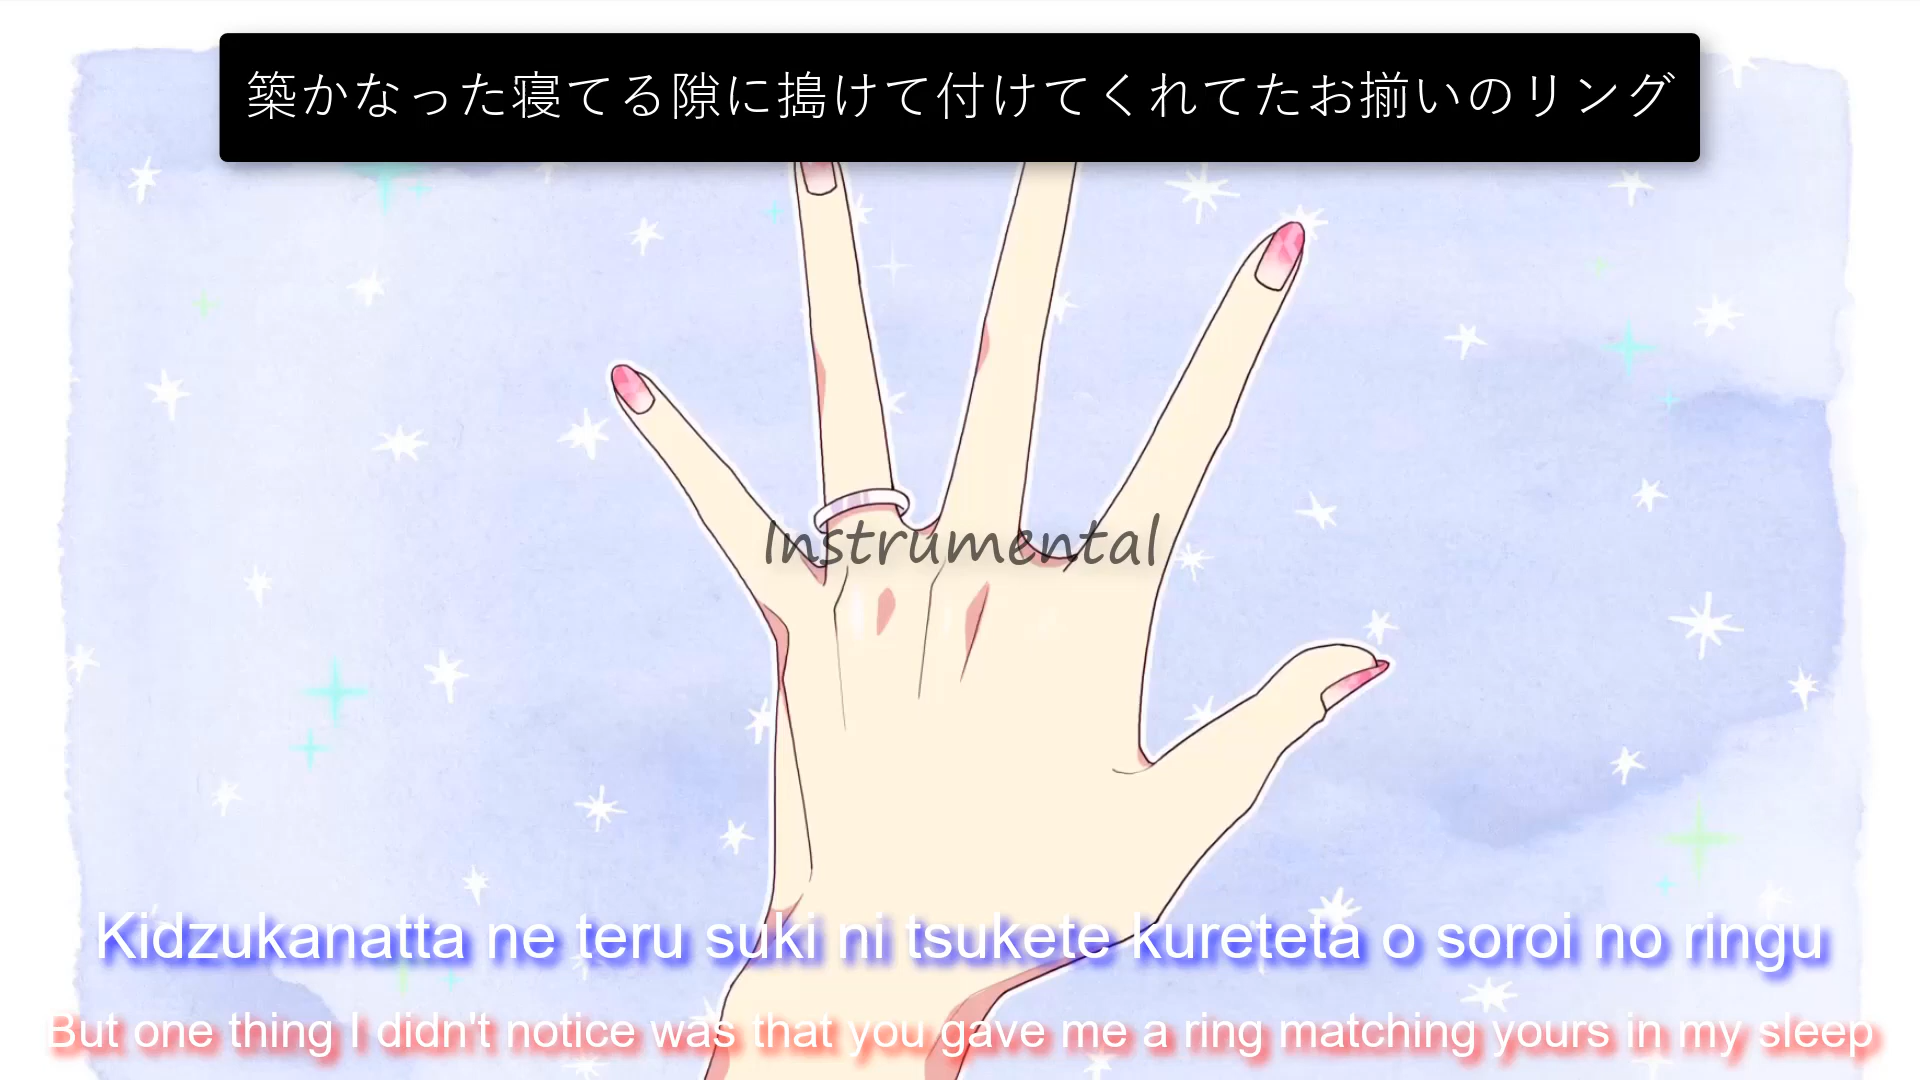 築かなった寝てる隙に搗けて付けてくれてたお揃いのリング
Instrumental
Kidzukanatta ne teru suki ni tsukete kureteta o soroi no ringu
But one thing I didn't notice was that you gave me a ring matching yours in my sleep